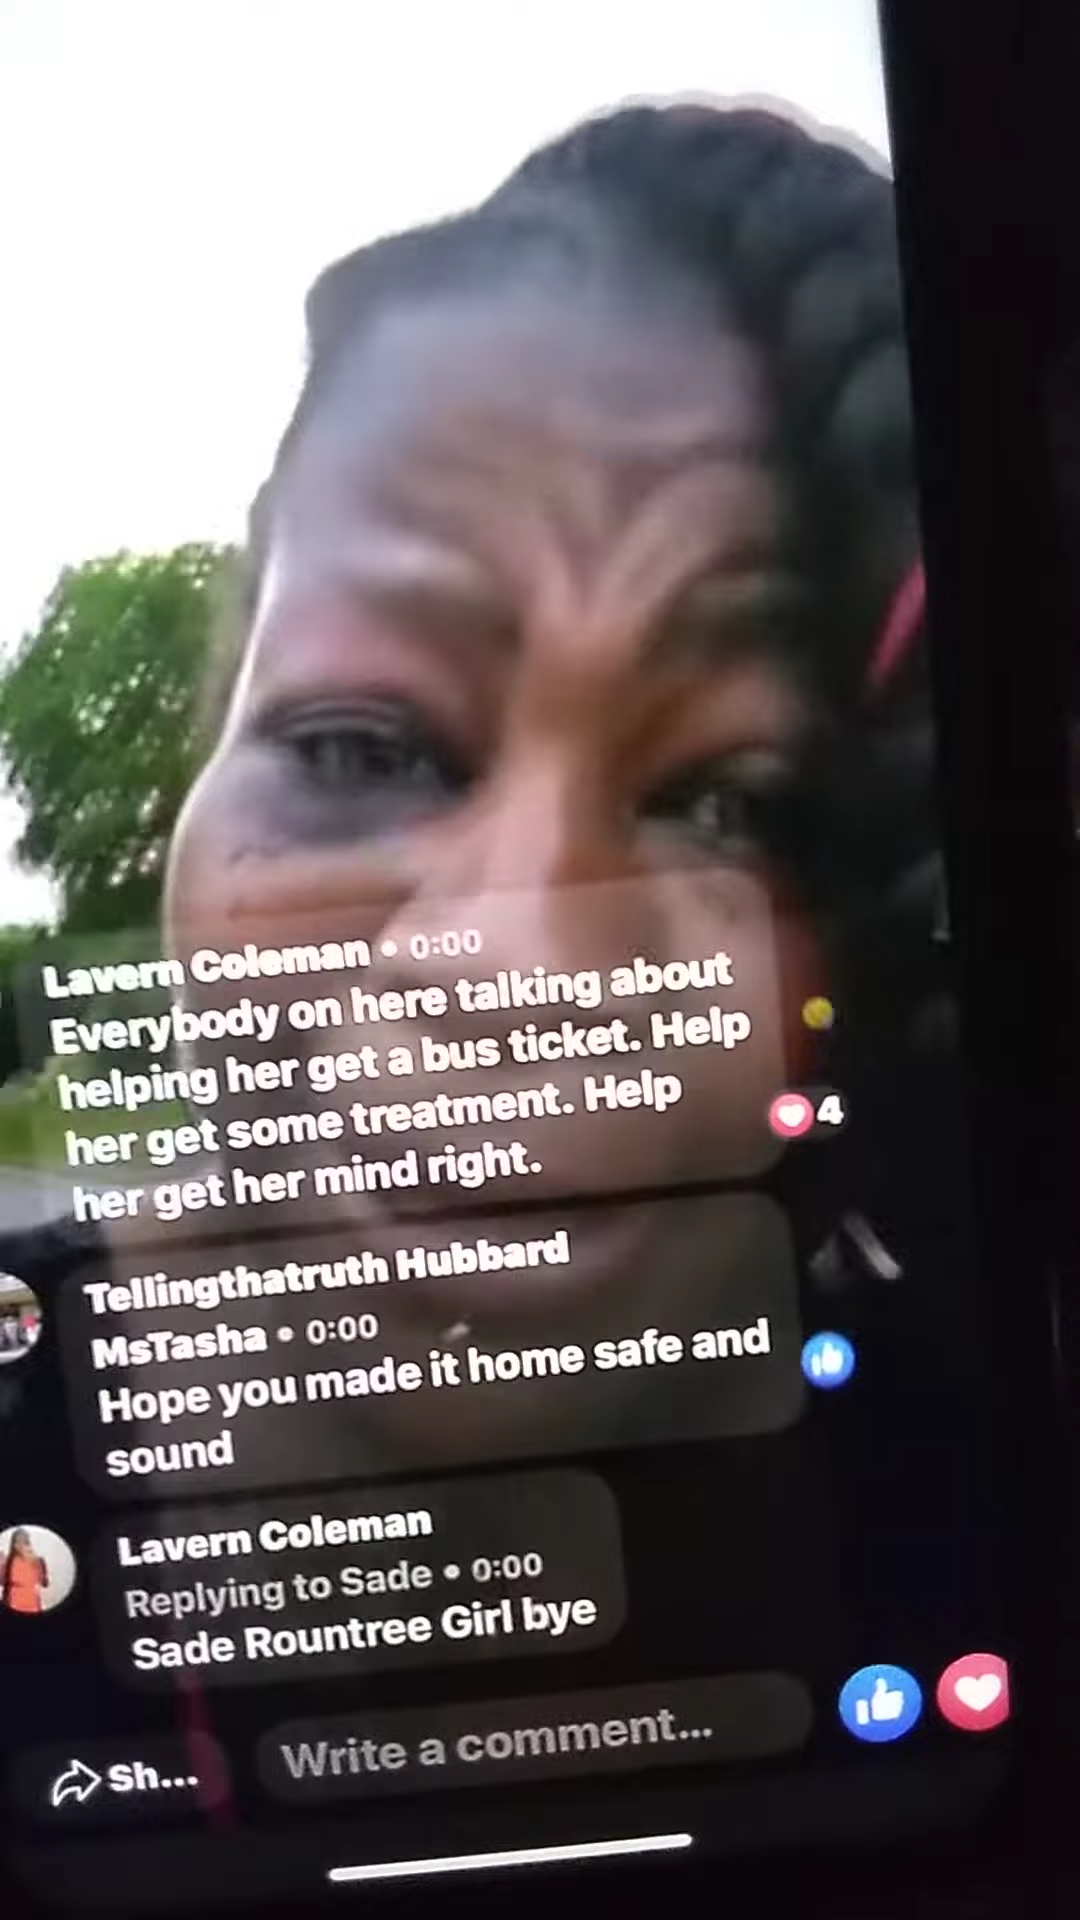 Lavern Coleman • 0:00
Everybody on here talking about
helping her get a bus ticket. Help
her get some treatment. Help
her get her mind right.
4
Tellingthatruth Hubbard
MsTasha • 0:00
Hope you made it home safe and
sound
Lavern Coleman
Replying to Sade • 0:00
Sade Rountree Girl bye
Sh...
Write a comment...